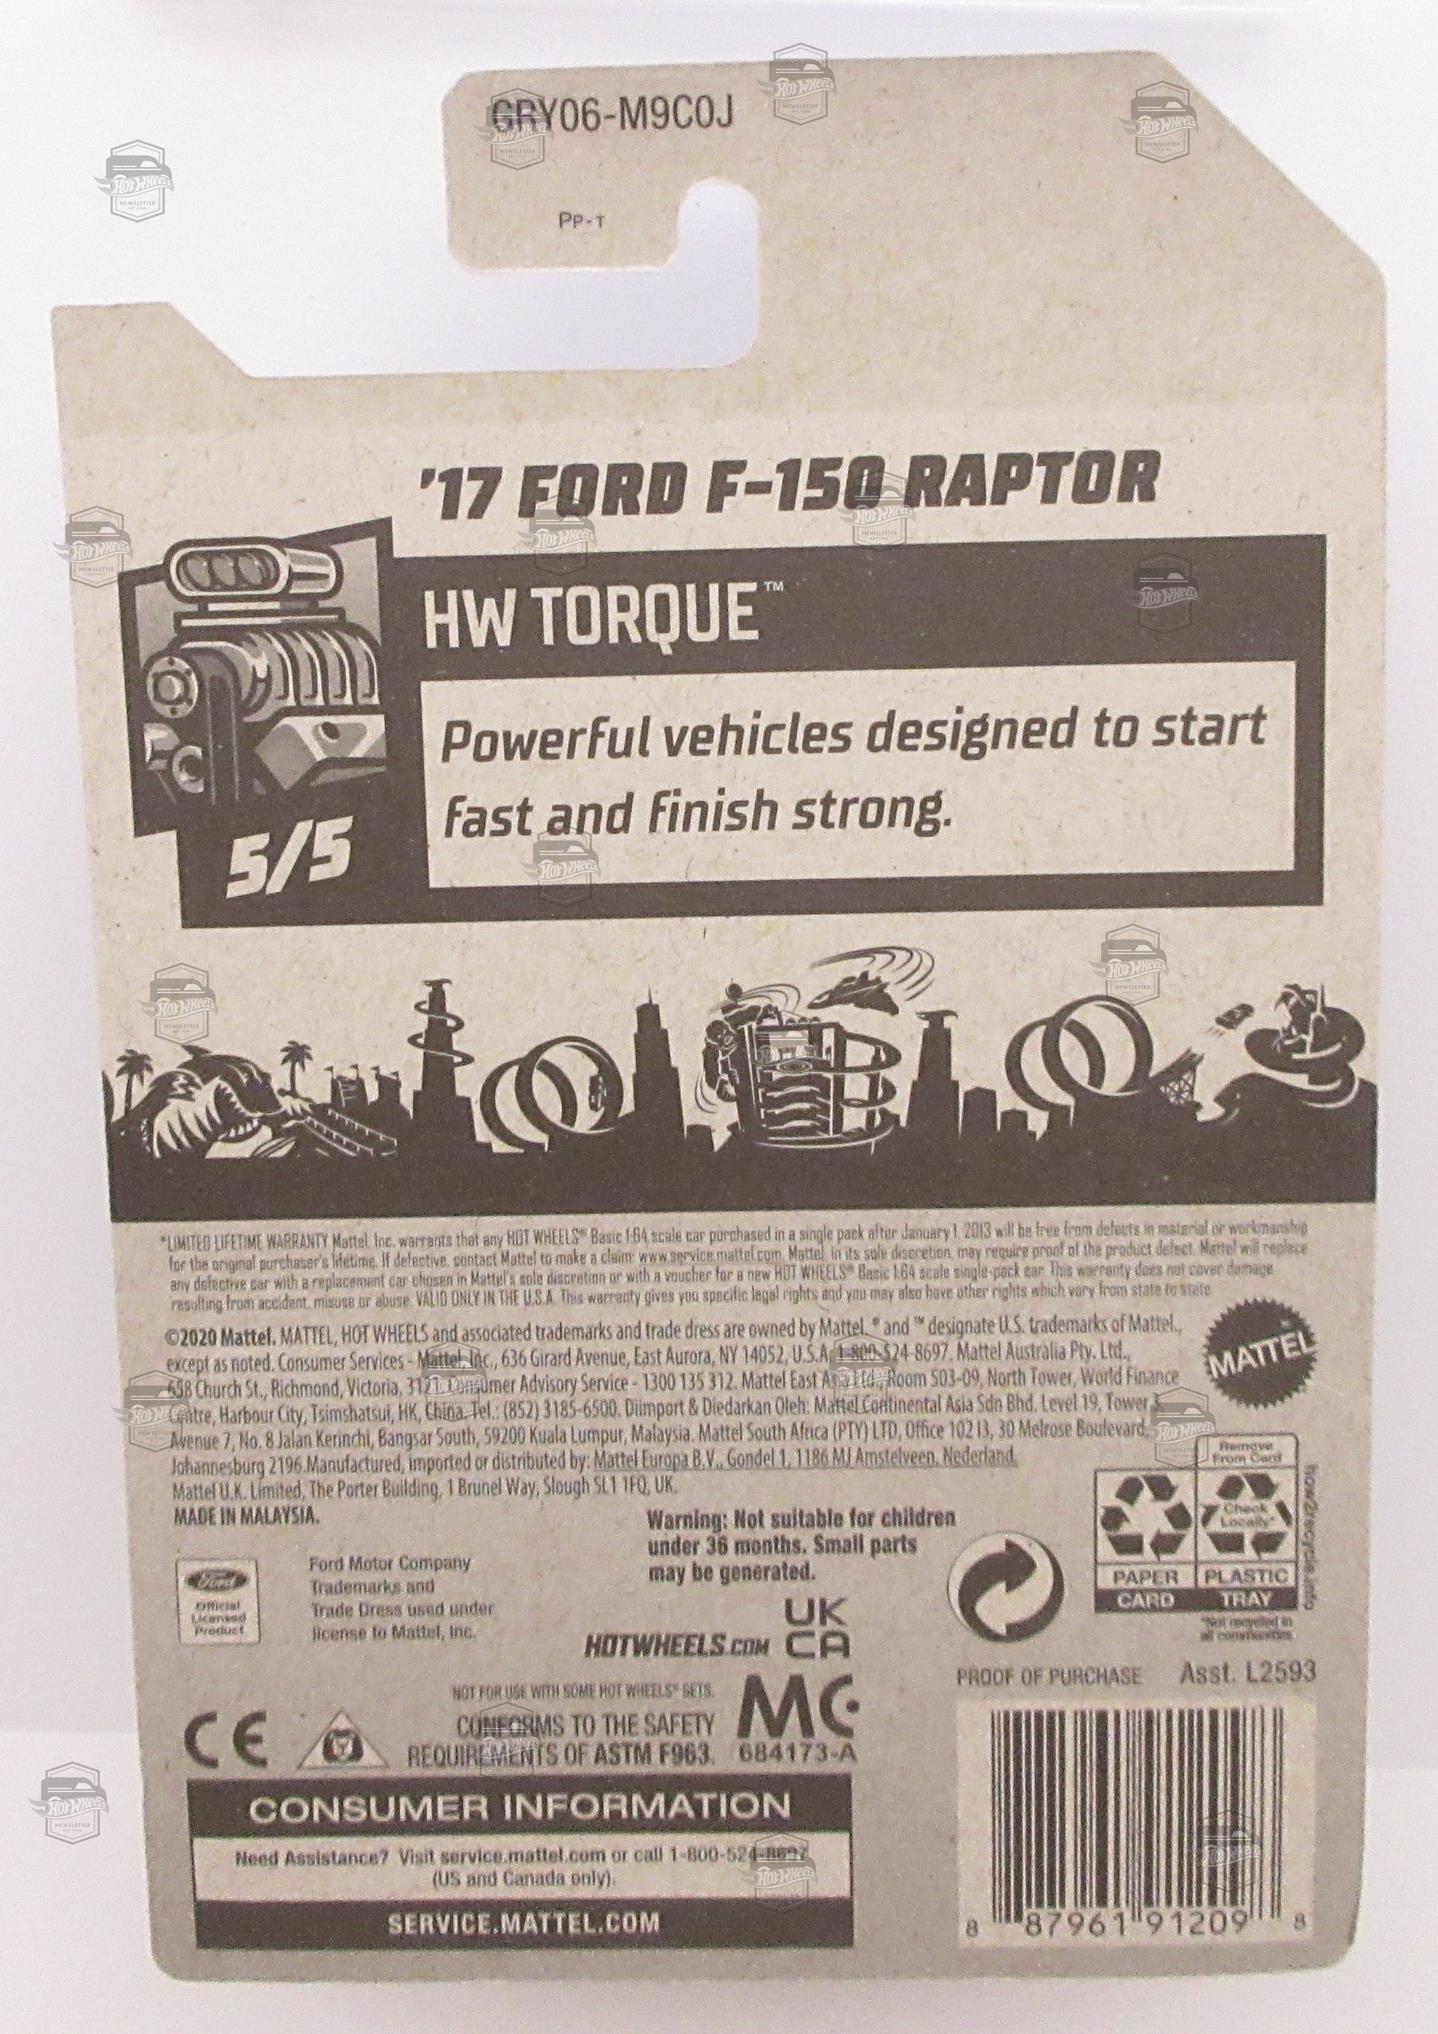 GRY06-M9C0J
PP-T
'17 FORD F-150 RAPTOR
HW TORQUE™
Powerful vehicles designed to start
fast and finish strong.
5/5
*LIMITED LIFETIME WARRANTY Mattel, Inc. warrants that any HOT WHEELS® Basic 1:64 scale car purchased in a single pack after January 1, 2013 will be free from defects in material or workmanship
for the original purchaser's lifetime. If defective, contact Mattel to make a claim: www.service.mattel.com. Mattel, in its sole discretion, may require proof of the product defect. Mattel will replace
any defective car with a replacement car chosen in Mattel's sole discretion or with a voucher for a new HOT WHEELS® Basic 1:64 scale single-pack car. This warranty does not cover damage
resulting from accident, misuse or abuse. VALID ONLY IN THE U.S.A. This warranty gives you specific legal rights and you may also have other rights which vary from state to state.
©2020 Mattel. MATTEL, HOT WHEELS and associated trademarks and trade dress are owned by Mattel. ® and ™ designate U.S. trademarks of Mattel,
except as noted. Consumer Services - Mattel, Inc., 636 Girard Avenue, East Aurora, NY 14052, U.S.A. 1-800-524-8697. Mattel Australia Pty. Ltd.,
658 Church St., Richmond, Victoria, 3121. Consumer Advisory Service - 1300 135 312. Mattel East Asia Ltd., Room 503-09, North Tower, World Finance
Centre, Harbour City, Tsimshatsui, HK, China. Tel.: (852) 3185-6500. Diimport & Diedarkan Oleh: Mattel Continental Asia Sdn Bhd. Level 19, Tower 3,
Avenue 7, No. 8 Jalan Kerinchi, Bangsar South, 59200 Kuala Lumpur, Malaysia. Mattel South Africa (PTY) LTD, Office 102 I3, 30 Melrose Boulevard,
Johannesburg 2196.Manufactured, imported or distributed by: Mattel Europa B.V., Gondel 1, 1186 MJ Amstelveen, Nederland.
Mattel U.K. Limited, The Porter Building, 1 Brunel Way, Slough SL1 1FQ, UK.
MADE IN MALAYSIA.
MATTEL
Remove
From Card
Check
Locally*
PAPER
CARD
PLASTIC
TRAY
*Not recycled in
all communities
how2recycle.info
Warning: Not suitable for children
under 36 months. Small parts
may be generated.
Ford
Official
Licensed
Product
Ford Motor Company
Trademarks and
Trade Dress used under
license to Mattel, Inc.
HOTWHEELS.COM
UK
CA
NOT FOR USE WITH SOME HOT WHEELS® SETS.
CONFORMS TO THE SAFETY
REQUIREMENTS OF ASTM F963.
CE
MC
684173-A
PROOF OF PURCHASE Asst. L2593
CONSUMER INFORMATION
Need Assistance? Visit service.mattel.com or call 1-800-524-8697
(US and Canada only).
SERVICE.MATTEL.COM
8 87961 91209 8
Hot Wheels
NEWSLETTER